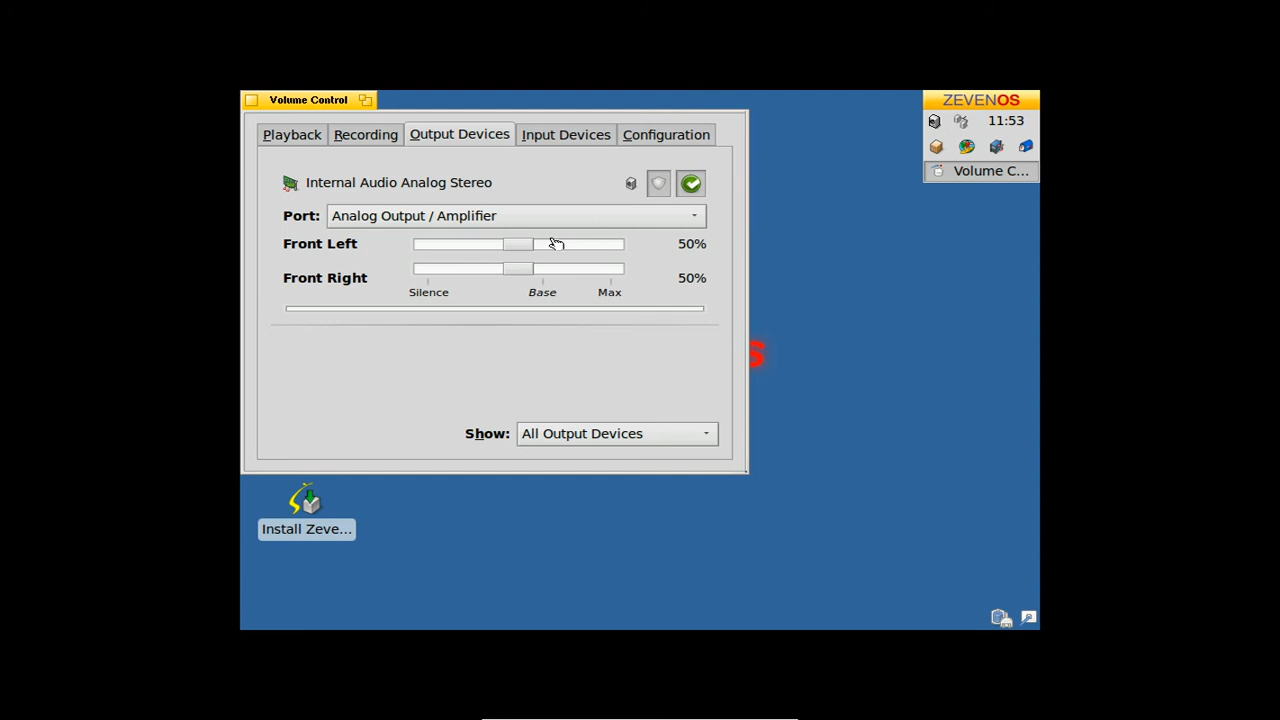 Volume Control
ZEVENOS
11:53
Volume C...
Playback
Recording
Output Devices
Input Devices
Configuration
Internal Audio Analog Stereo
Port: Analog Output / Amplifier
Front Left 50%
Front Right 50%
Silence Base Max
s
Show: All Output Devices
Install Zeve...